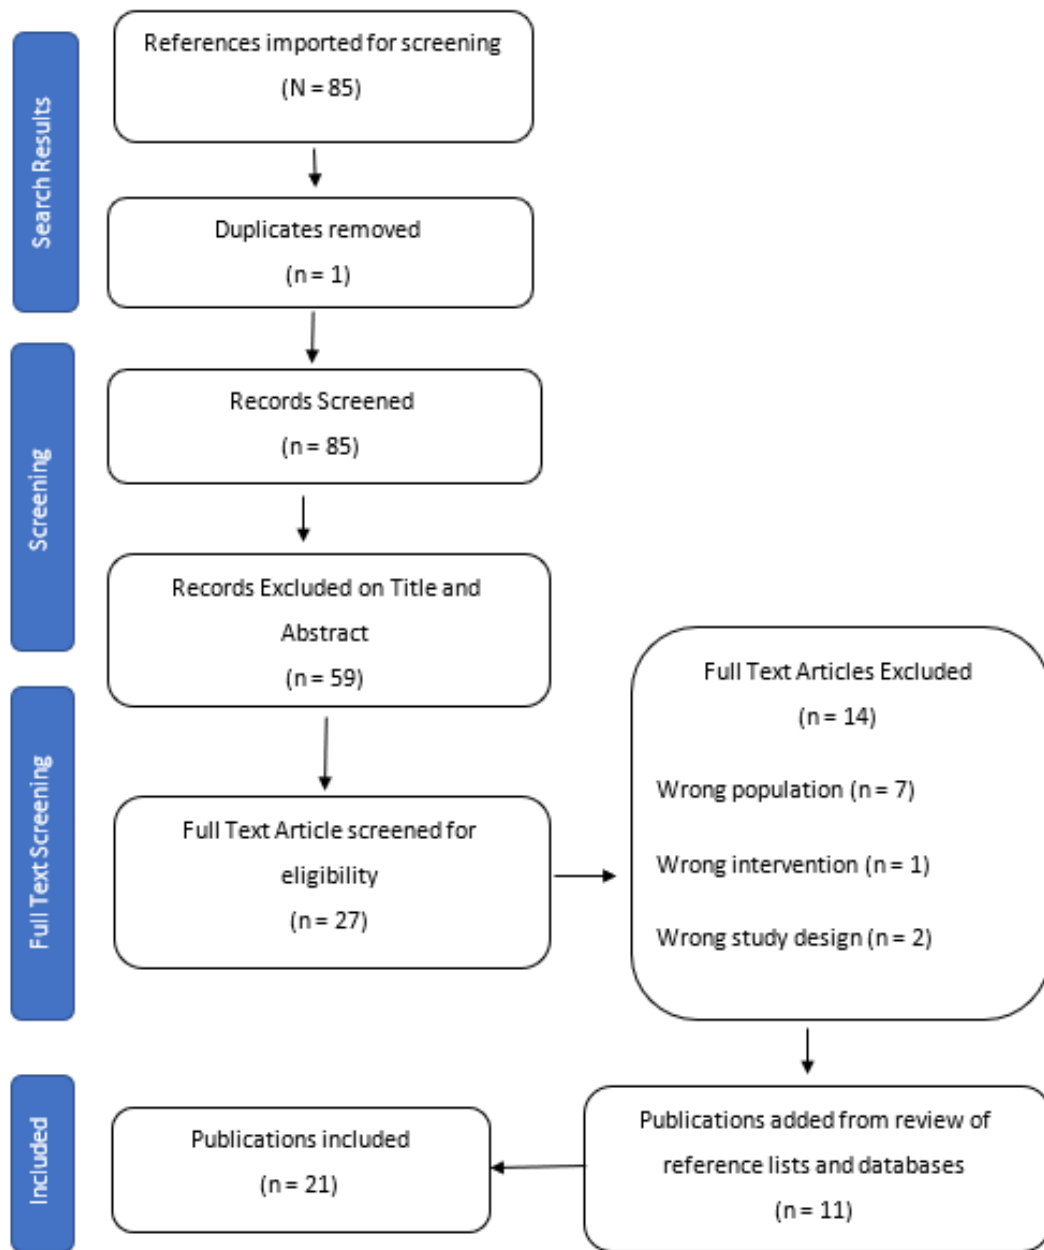 Search Results
References imported for screening
(N = 85)
Duplicates removed
(n = 1)
Screening
Records Screened
(n = 85)
Records Excluded on Title and
Abstract
(n = 59)
Full Text Screening
Full Text Article screened for
eligibility
(n = 27)
Full Text Articles Excluded
(n = 14)
Wrong population (n = 7)
Wrong intervention (n = 1)
Wrong study design (n = 2)
Included
Publications added from review of
reference lists and databases
(n = 11)
Publications included
(n = 21)